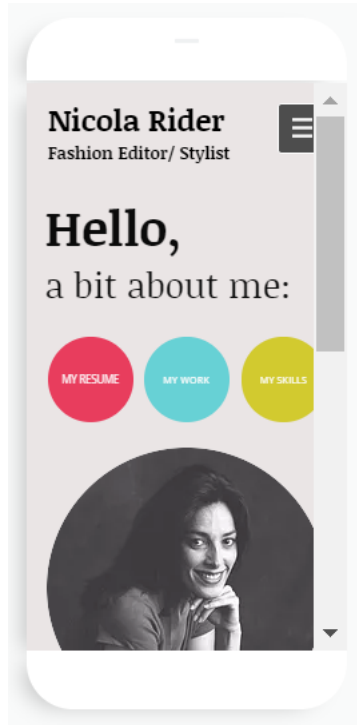 Nicola Rider
Fashion Editor/ Stylist
Hello,
a bit about me:
MY RESUME
MY WORK
MY SKILLS